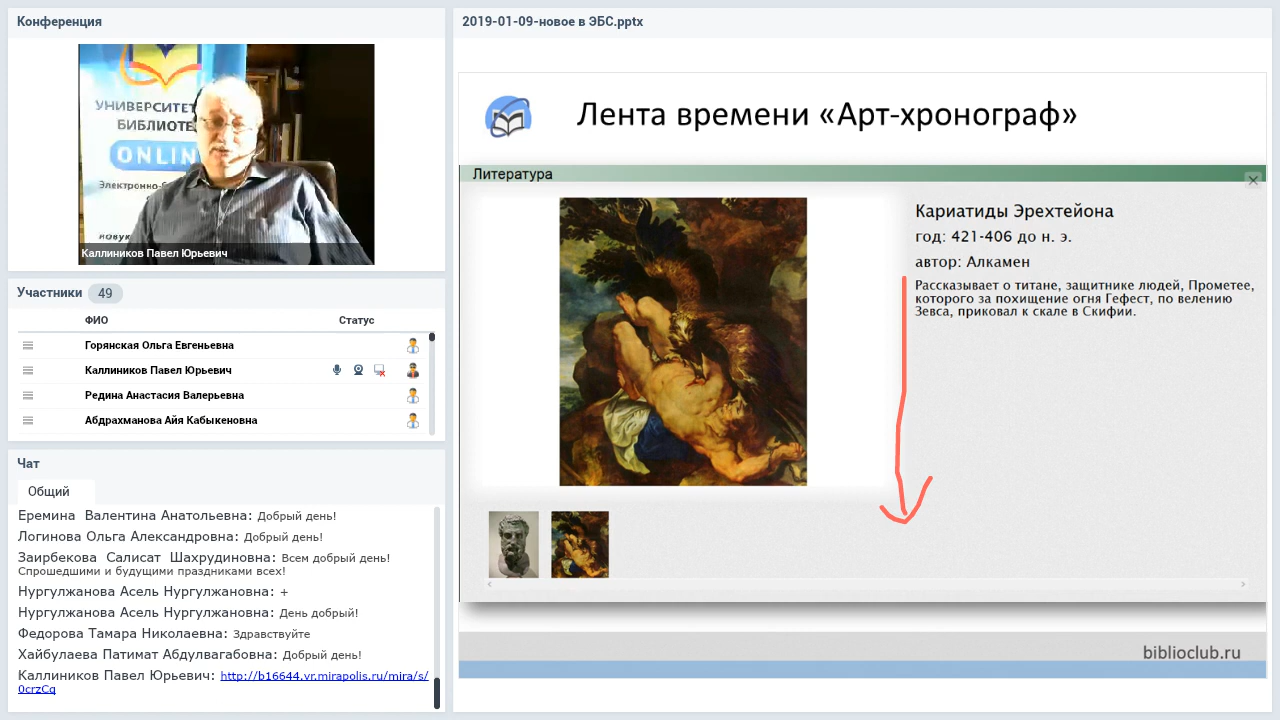 Конференция
УНИВЕРСИТЕТ
БИБЛИОТЕ
ONLIN
Электронно-б
Каллиников Павел Юрьевич
Участники 49
ФИО Статус
Горянская Ольга Евгеньевна
Каллиников Павел Юрьевич
Редина Анастасия Валерьевна
Абдрахманова Айя Кабыкеновна
Чат
Общий
Еремина Валентина Анатольевна: Добрый день!
Логинова Ольга Александровна: Добрый день!
Заирбекова Салисат Шахрудиновна: Всем добрый день!
Спрошедшими и будущими праздниками всех!
Нургулжанова Асель Нургулжановна: +
Нургулжанова Асель Нургулжановна: День добрый!
Федорова Тамара Николаевна: Здравствуйте
Хайбулаева Патимат Абдулвагабовна: Добрый день!
Каллиников Павел Юрьевич: http://b16644.vr.mirapolis.ru/mira/s/
0crzCq
2019-01-09-новое в ЭБС.pptx
Лента времени «Арт-хронограф»
Литература
Кариатиды Эрехтейона
год: 421-406 до н. э.
автор: Алкамен
Рассказывает о титане, защитнике людей, Прометее,
которого за похищение огня Гефест, по велению
Зевса, приковал к скале в Скифии.
biblioclub.ru